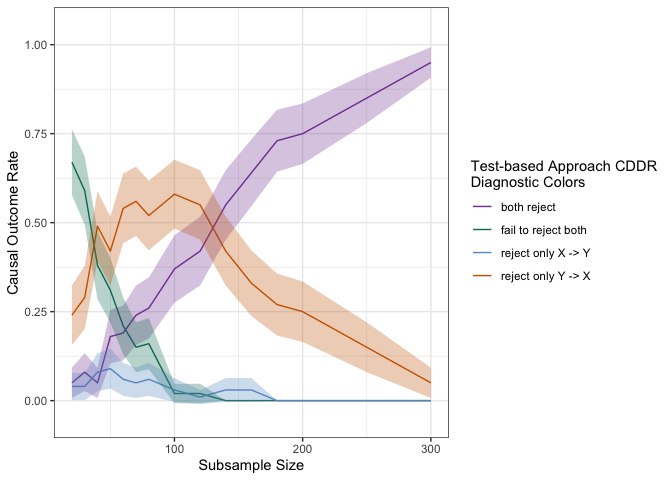 1.00
0.75
0.50
0.25
0.00
Causal Outcome Rate
100
200
300
Subsample Size
Test-based Approach CDDR
Diagnostic Colors
both reject
fail to reject both
reject only X -> Y
reject only Y -> X